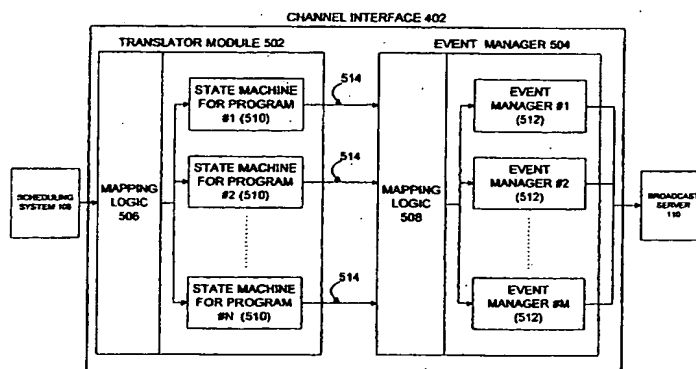 CHANNEL INTERFACE 402
TRANSLATOR MODULE 502
EVENT MANAGER 504
STATE MACHINE
FOR PROGRAM
#1 (510)
514
EVENT
MANAGER #1
(512)
STATE MACHINE
FOR PROGRAM
#2 (510)
514
EVENT
MANAGER #2
(512)
SCHEDULING
SYSTEM 108
MAPPING
LOGIC
506
MAPPING
LOGIC
508
BROADCAST
SERVER
110
STATE MACHINE
FOR PROGRAM
#N (510)
514
EVENT
MANAGER #M
(512)